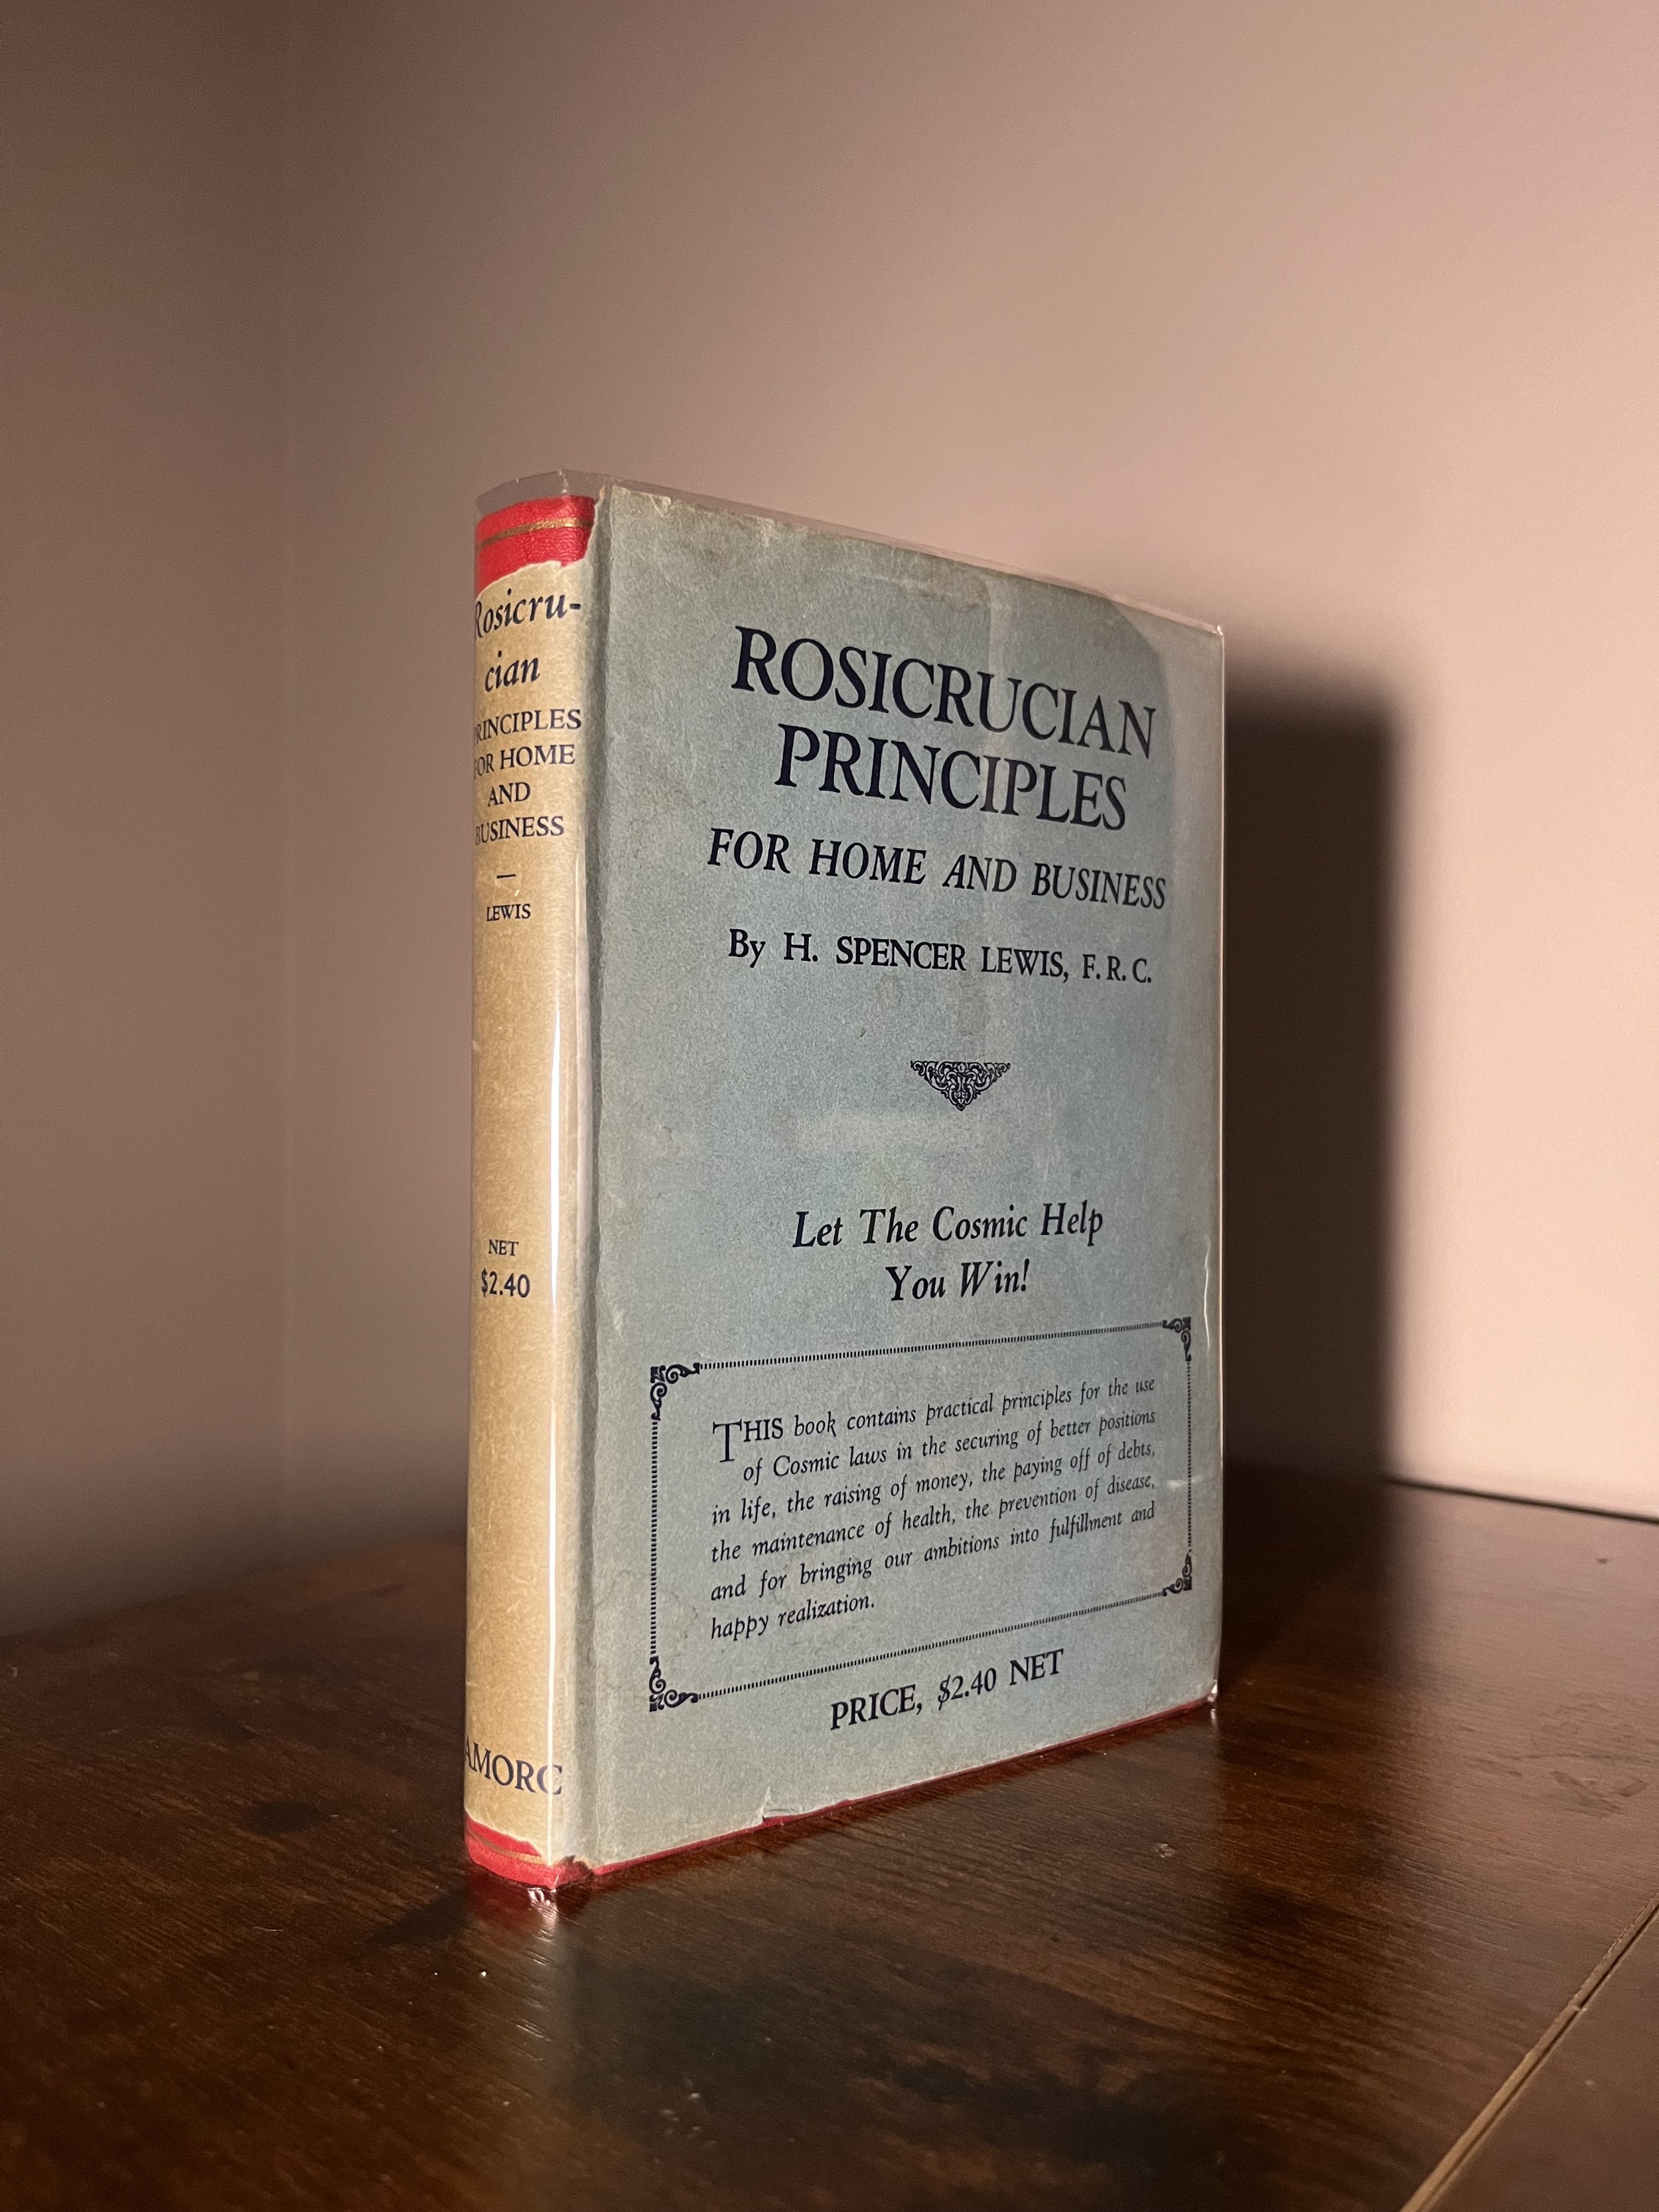 Rosicru-
cian
PRINCIPLES
FOR HOME
AND
BUSINESS
—
LEWIS
NET
$2.40
AMORC
ROSICRUCIAN
PRINCIPLES
FOR HOME AND BUSINESS
By H. SPENCER LEWIS, F.R.C.
Let The Cosmic Help
You Win!
THIS book contains practical principles for the use
of Cosmic laws in the securing of better positions
in life, the raising of money, the paying off of debts,
the maintenance of health, the prevention of disease,
and for bringing our ambitions into fulfillment and
happy realization.
PRICE, $2.40 NET